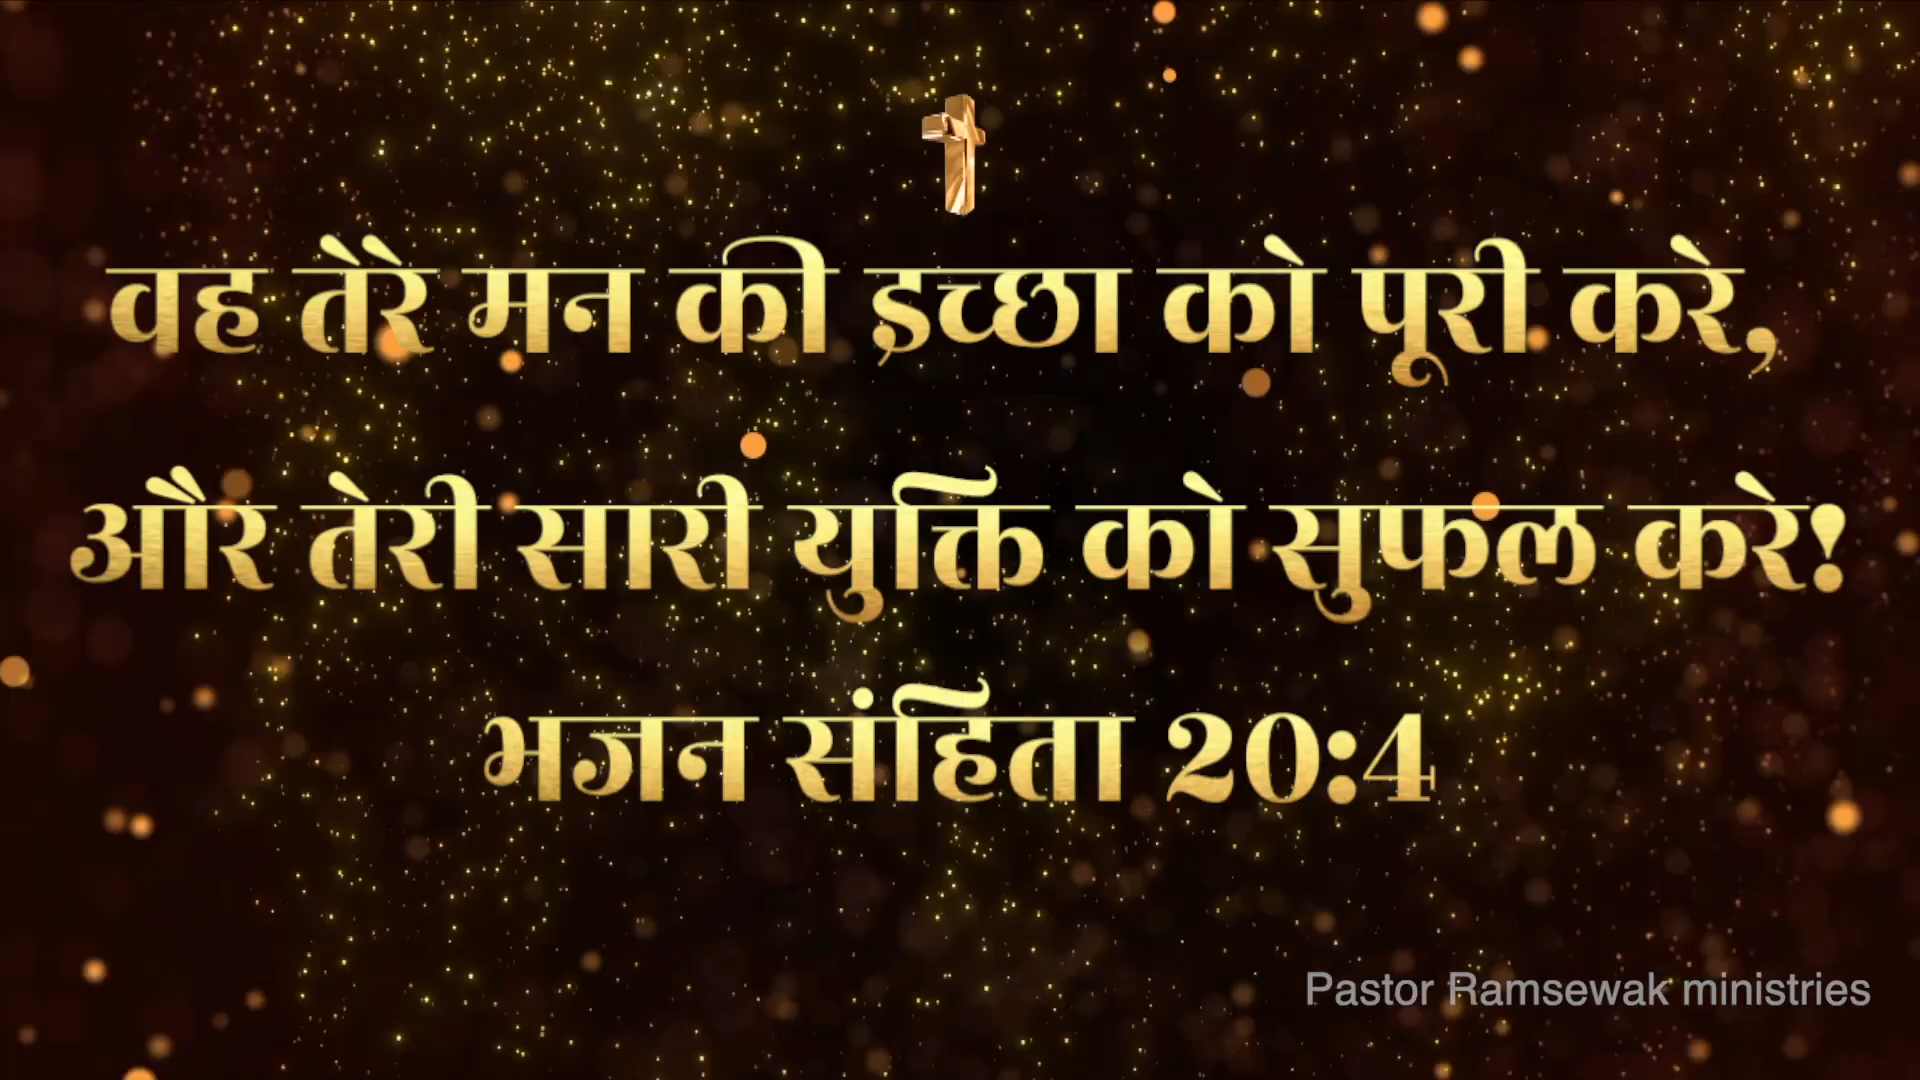 वह तेरे मन की इच्छा को पूरी करे,
और तेरी सारी युक्ति को सुफल करे!
भजन संहिता 20:4
Pastor Ramsewak ministries